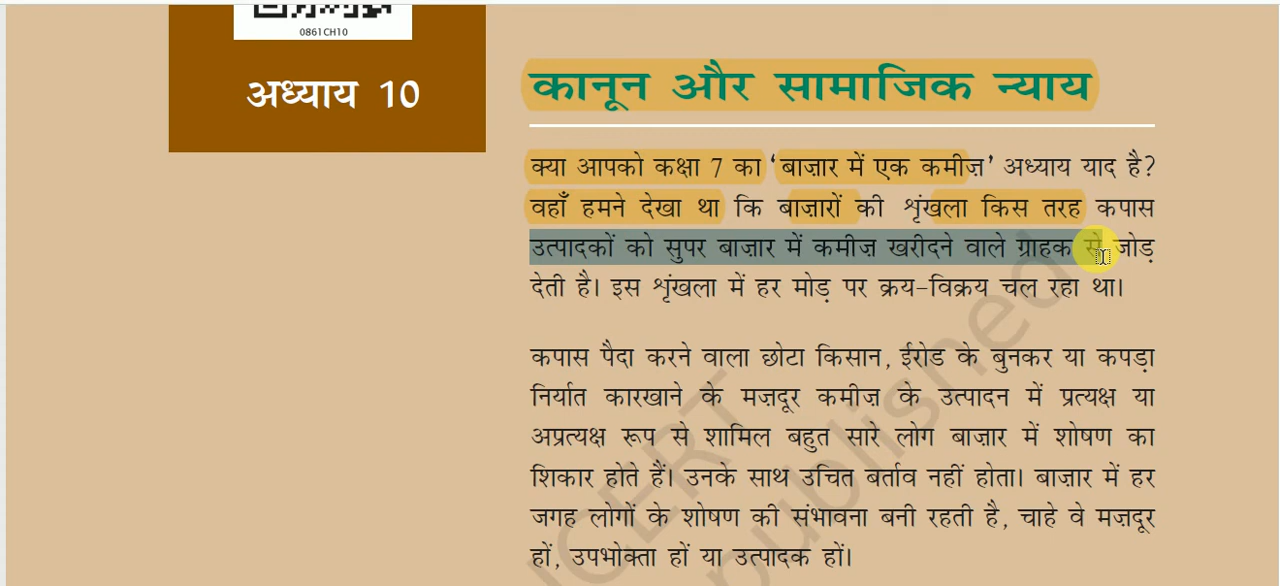 0861CH10
अध्याय 10
कानून और सामाजिक न्याय
क्या आपको कक्षा 7 का ‘बाज़ार में एक कमीज़’ अध्याय याद है?
वहाँ हमने देखा था कि बाज़ारों की शृंखला किस तरह कपास
उत्पादकों को सुपर बाज़ार में कमीज़ खरीदने वाले ग्राहक से जोड़
देती है। इस शृंखला में हर मोड़ पर क्रय-विक्रय चल रहा था।
कपास पैदा करने वाला छोटा किसान, ईरोड के बुनकर या कपड़ा
निर्यात कारखाने के मज़दूर कमीज़ के उत्पादन में प्रत्यक्ष या
अप्रत्यक्ष रूप से शामिल बहुत सारे लोग बाज़ार में शोषण का
शिकार होते हैं। उनके साथ उचित बर्ताव नहीं होता। बाज़ार में हर
जगह लोगों के शोषण की संभावना बनी रहती है, चाहे वे मज़दूर
हों, उपभोक्ता हों या उत्पादक हों।
NCERT
published